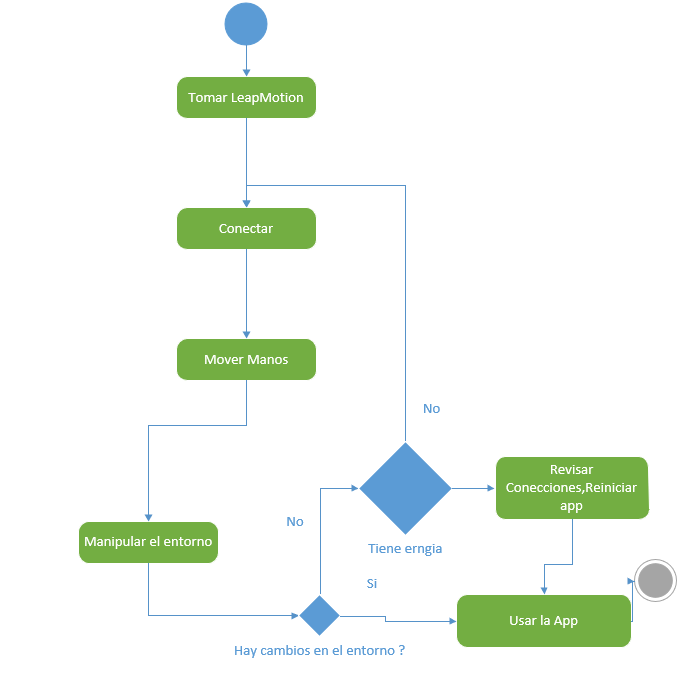 Tomar LeapMotion
Conectar
Mover Manos
No
Revisar
Conecciones,Reiniciar
app
No
Manipular el entorno
Tiene erngia
Si
Usar la App
Hay cambios en el entorno ?